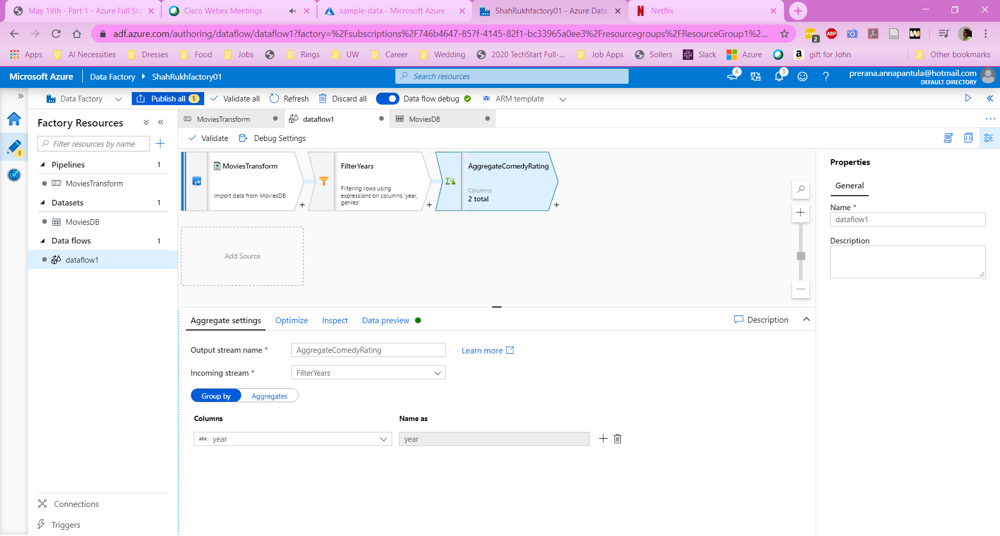 May 19th - Part 1 - Azure Full Sta
Cisco Webex Meetings
sample-data - Microsoft Azure
ShahRukhfactory01 - Azure Data
Netflix
adf.azure.com/authoring/dataflow/dataflow1?factory=%2Fsubscriptions%2F746b4647-857f-4145-82f1-bc33965a0ee3%2Fresourcegroups%2FResourceGroup1%2...
2
ABP
Apps
AI Necessities
Dresses
Food
Jobs
Rings
UW
Career
Wedding
2020 TechStart Full-...
Job Apps
Sollers
Slack
Azure
gift for John
Other bookmarks
Microsoft Azure
Data Factory
ShahRukhfactory01
Search resources
4
3
prerana.annapantula@hotmail.com
DEFAULT DIRECTORY
Data Factory
Publish all 5
Validate all
Refresh
Discard all
Data flow debug
ARM template
5
Factory Resources
Filter resources by name
Pipelines 1
MoviesTransform
Datasets 1
MoviesDB
Data flows 1
dataflow1
Connections
Triggers
MoviesTransform
dataflow1
MoviesDB
Validate
Debug Settings
MoviesTransform
Import data from MoviesDB
FilterYears
Filtering rows using
expressions on columns 'year,
genres'
AggregateComedyRating
Columns:
2 total
Add Source
Properties
General
Name *
dataflow1
Description
Aggregate settings
Optimize
Inspect
Data preview
Description
Output stream name *
AggregateComedyRating
Learn more
Incoming stream *
FilterYears
Group by
Aggregates
Columns
Name as
abc year
year